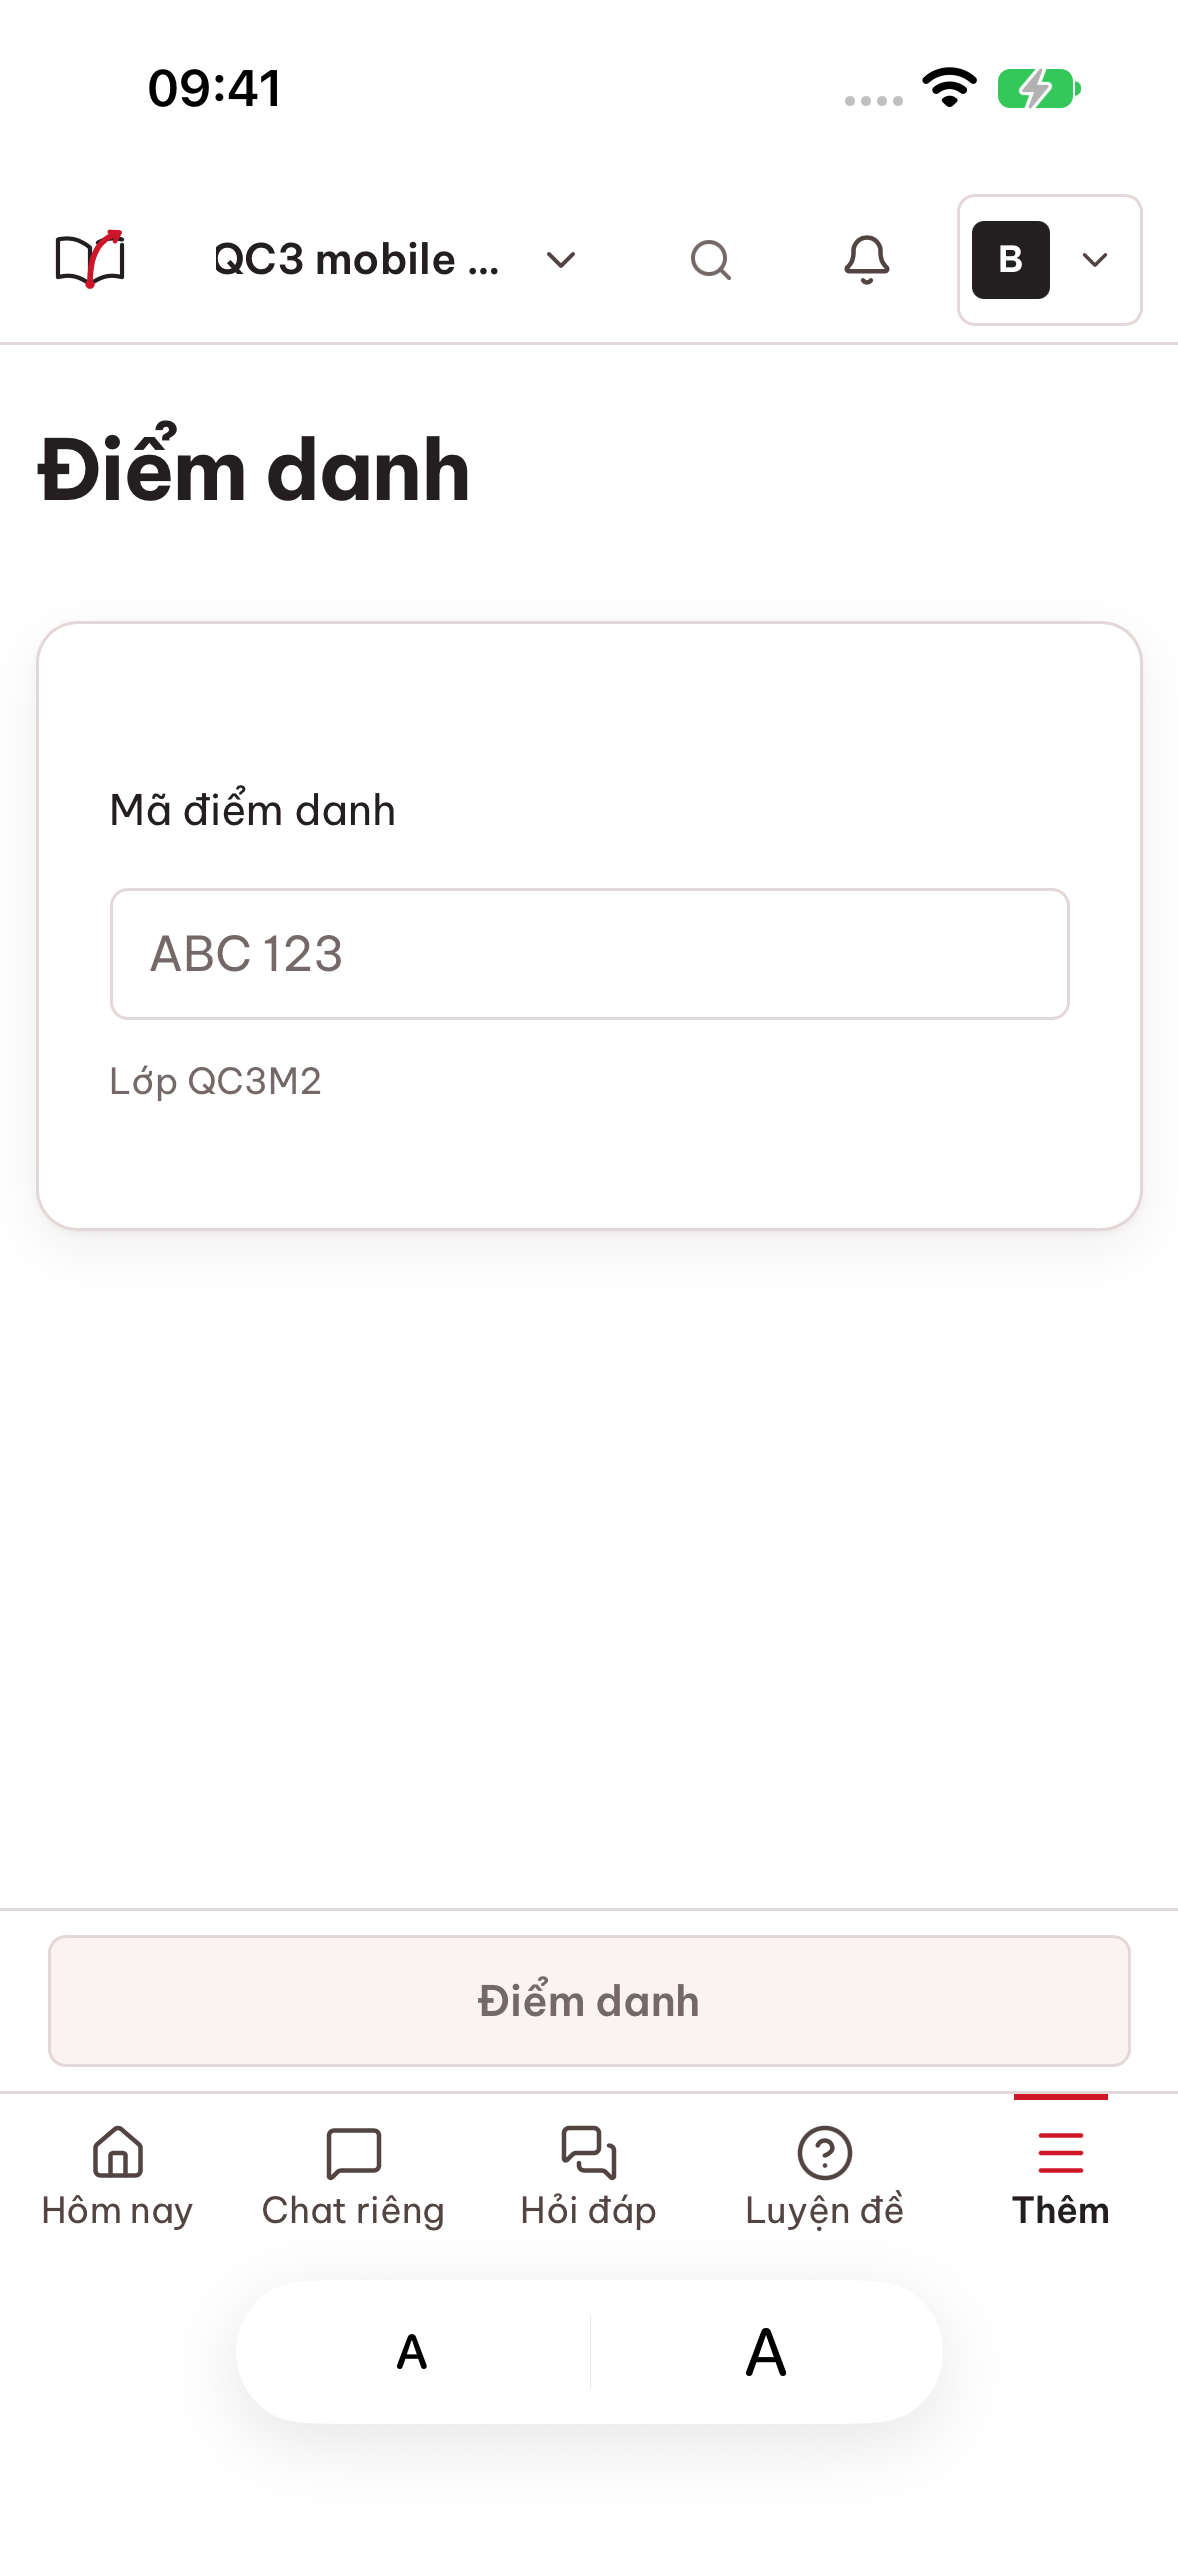 09:41
QC3 mobile ...
B
Điểm danh
Mã điểm danh
ABC 123
Lớp QC3M2
Điểm danh
Hôm nay
Chat riêng
Hỏi đáp
Luyện đề
Thêm
A
A